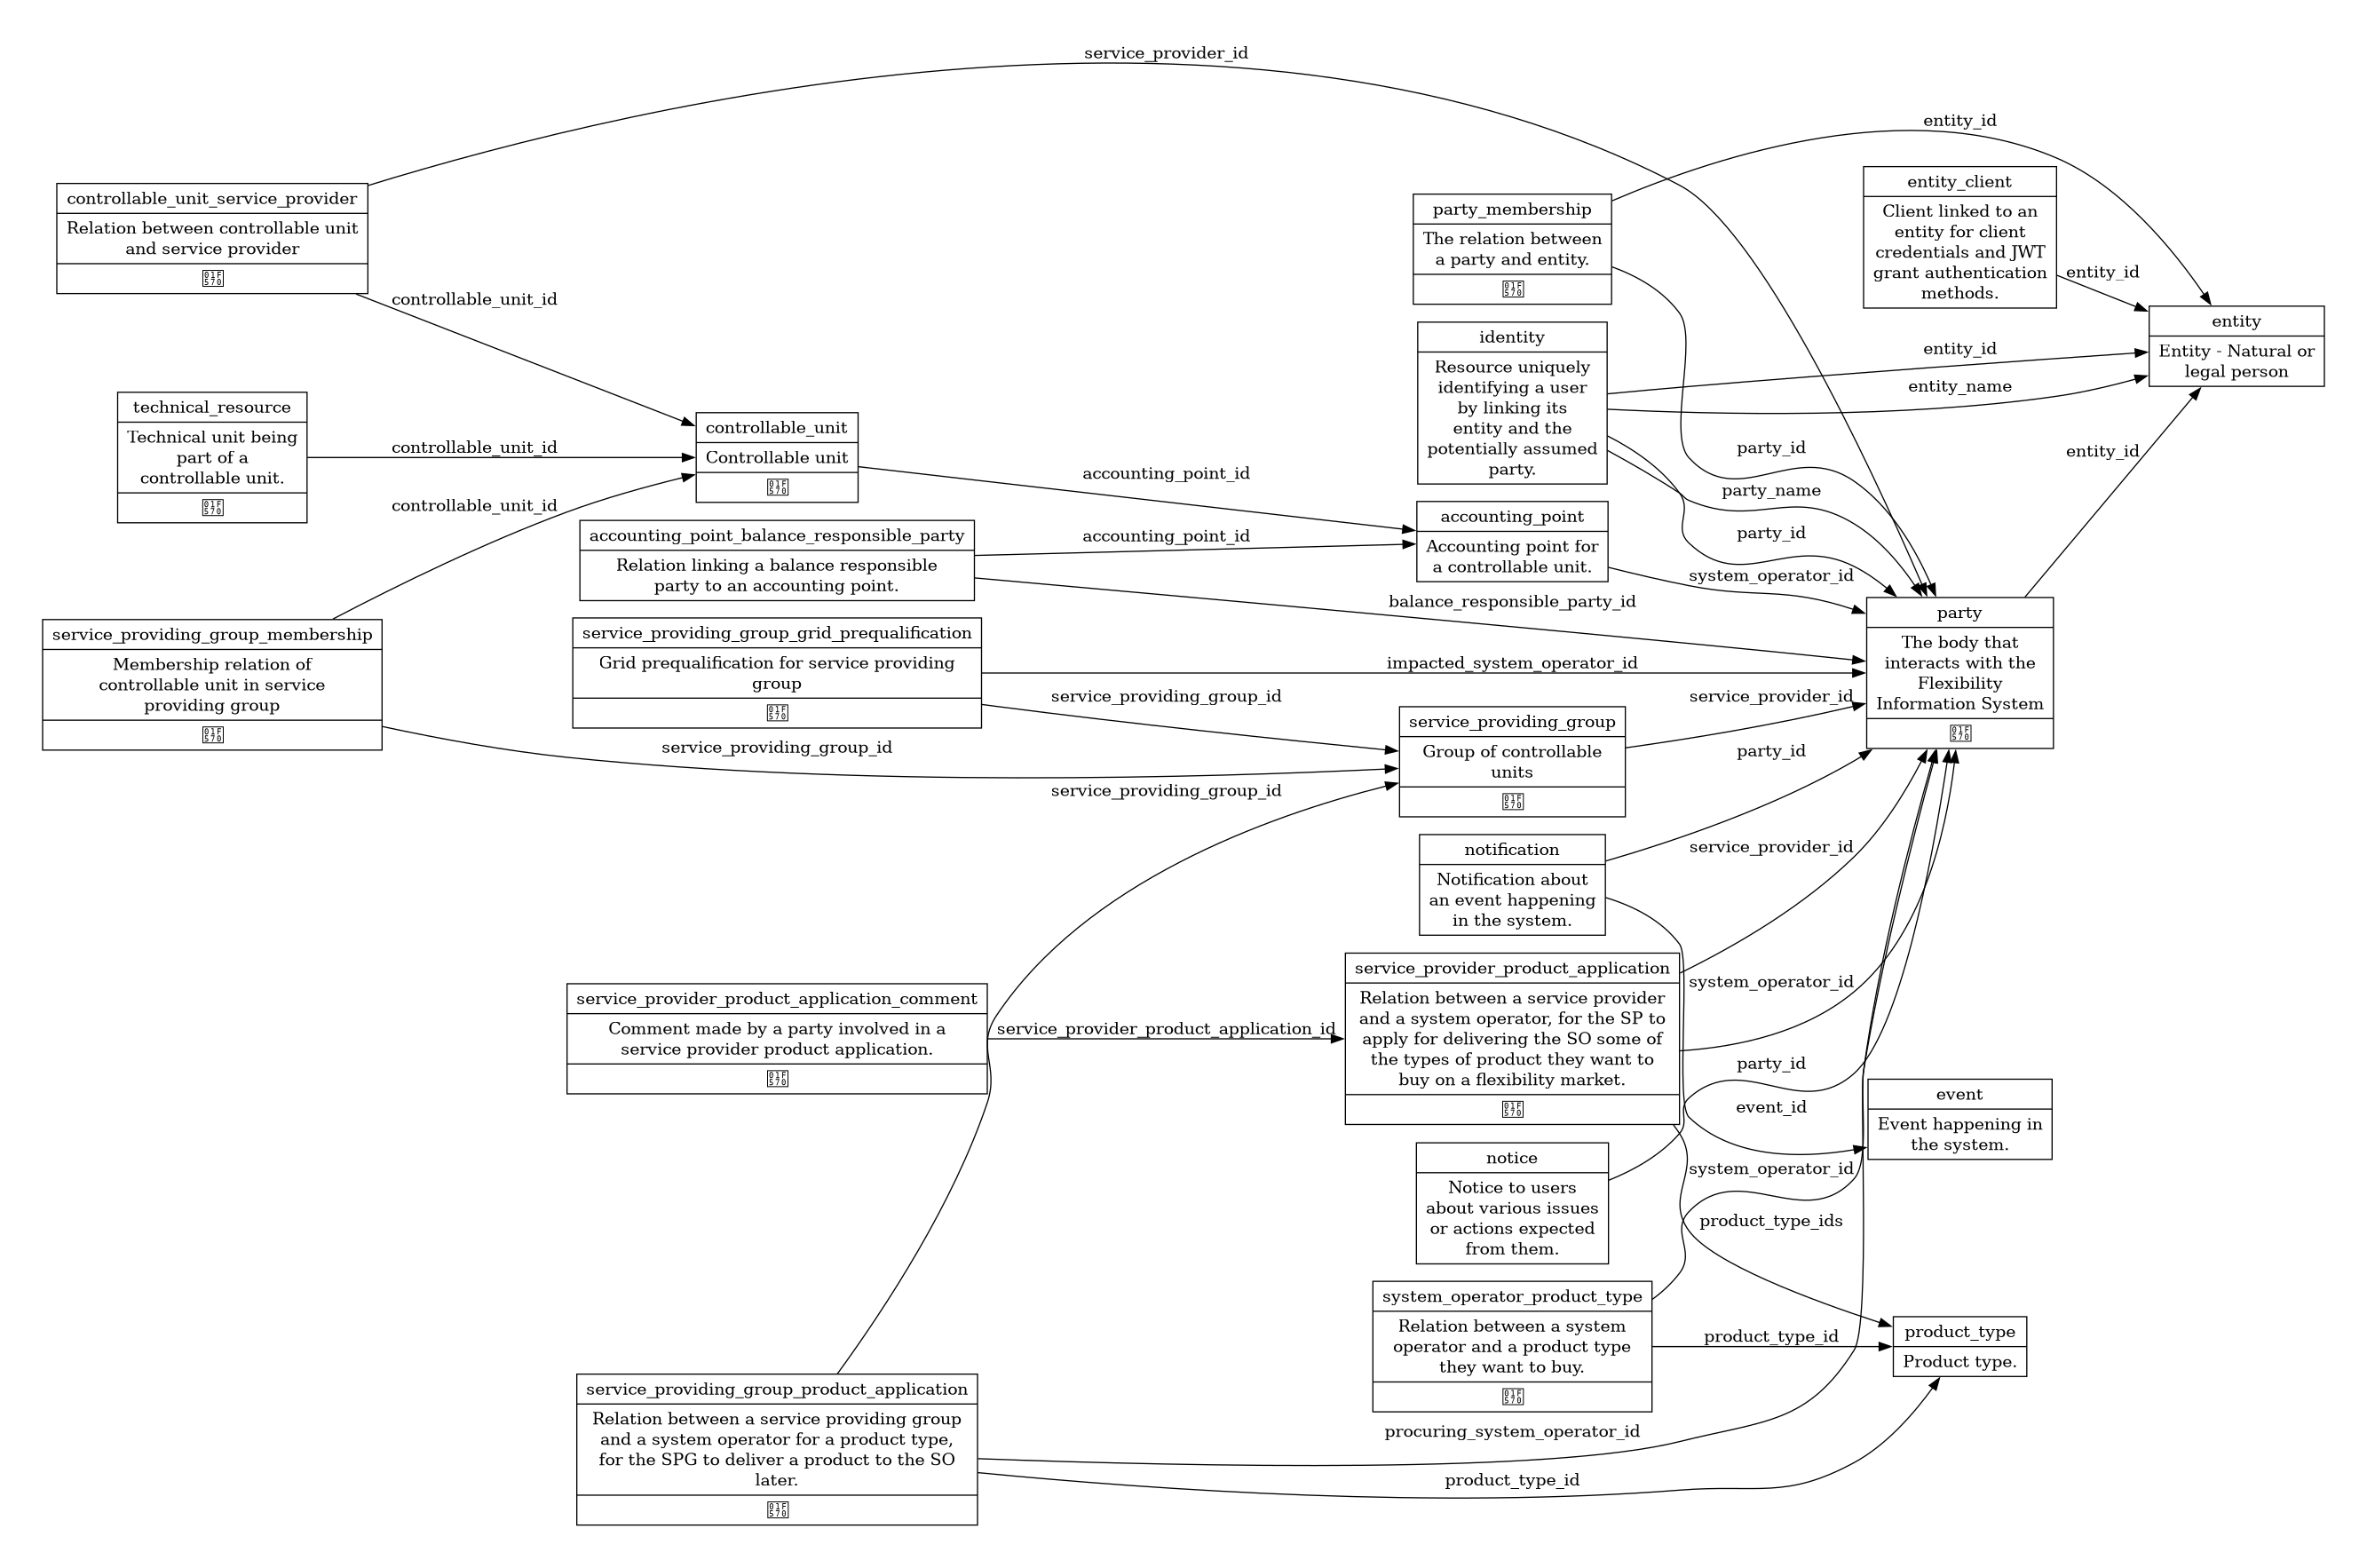 service_provider_id
entity_id
controllable_unit_service_provider
Relation between controllable unit
and service provider
controllable_unit_id
party_membership
The relation between
a party and entity.
entity_client
Client linked to an
entity for client
credentials and JWT
grant authentication
methods.
entity_id
entity
Entity - Natural or
legal person
identity
Resource uniquely
identifying a user
by linking its
entity and the
potentially assumed
party.
entity_id
entity_name
technical_resource
Technical unit being
part of a
controllable unit.
controllable_unit_id
controllable_unit
Controllable unit
controllable_unit_id
accounting_point_id
party_id
party_name
party_id
entity_id
accounting_point_balance_responsible_party
Relation linking a balance responsible
party to an accounting point.
accounting_point_id
accounting_point
Accounting point for
a controllable unit.
system_operator_id
balance_responsible_party_id
party
The body that
interacts with the
Flexibility
Information System
service_providing_group_membership
Membership relation of
controllable unit in service
providing group
service_providing_group_grid_prequalification
Grid prequalification for service providing
group
impacted_system_operator_id
service_providing_group_id
service_providing_group_id
service_providing_group_id
service_providing_group
Group of controllable
units
service_provider_id
party_id
notification
Notification about
an event happening
in the system.
service_provider_id
service_provider_product_application_comment
Comment made by a party involved in a
service provider product application.
service_provider_product_application_id
service_provider_product_application
Relation between a service provider
and a system operator, for the SP to
apply for delivering the SO some of
the types of product they want to
buy on a flexibility market.
system_operator_id
party_id
event_id
event
Event happening in
the system.
notice
Notice to users
about various issues
or actions expected
from them.
system_operator_id
product_type_ids
system_operator_product_type
Relation between a system
operator and a product type
they want to buy.
product_type_id
product_type
Product type.
service_providing_group_product_application
Relation between a service providing group
and a system operator for a product type,
for the SPG to deliver a product to the SO
later.
procuring_system_operator_id
product_type_id